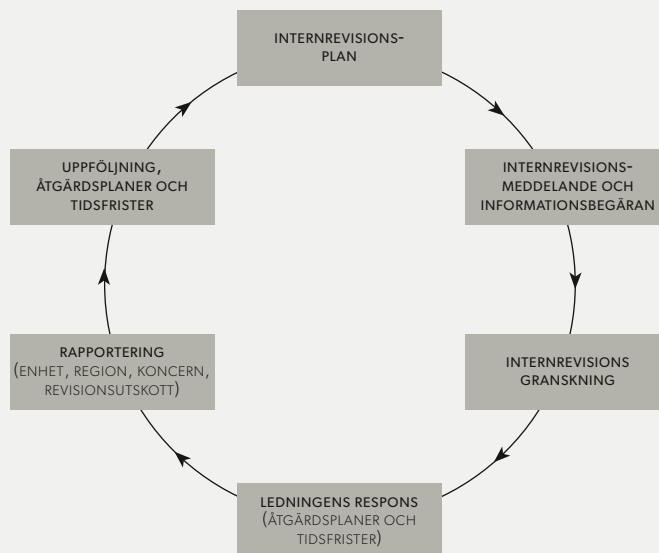 INTERNREVISIONS-
PLAN
INTERNREVISIONS-
MEDDELANDE OCH
INFORMATIONSBEGÄRAN
INTERNREVISIONS
GRANSKNING
LEDNINGENS RESPONS
(ÅTGÄRDSPLANER OCH
TIDSFRISTER)
RAPPORTERING
(ENHET, REGION, KONCERN,
REVISIONSUTSKOTT)
UPPFÖLJNING,
ÅTGÄRDSPLANER OCH
TIDSFRISTER